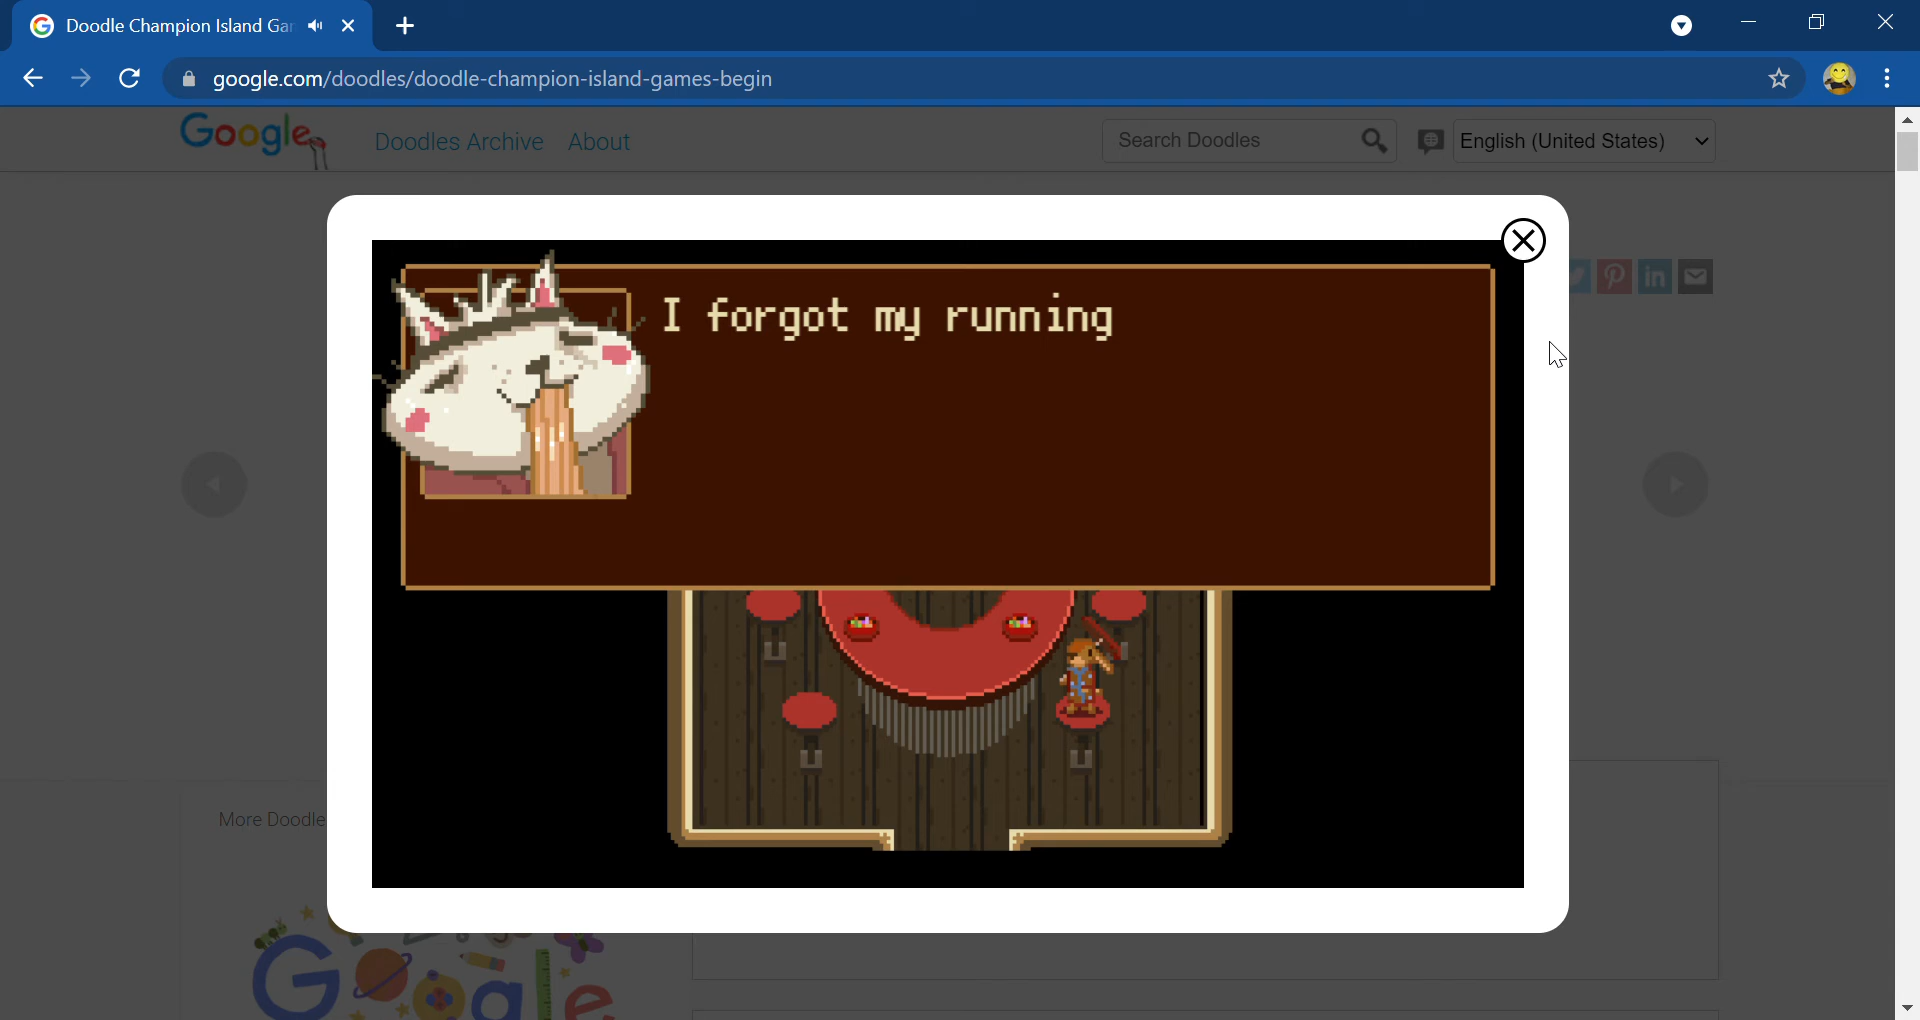 Doodle Champion Island Ga
google.com/doodles/doodle-champion-island-games-begin
Google
Doodles Archive About
Search Doodles
English (United States)
I forgot my running
More Doodle
Google